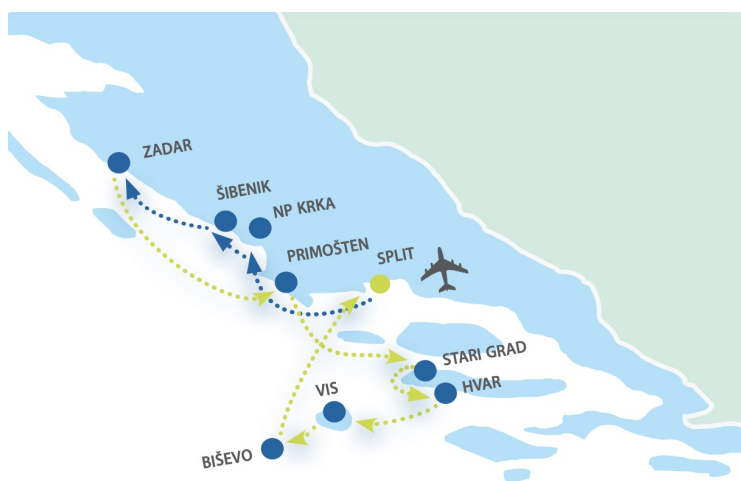 ZADAR
ŠIBENIK
NP KRKA
PRIMOŠTEN
SPLIT
STARI GRAD
HVAR
VIS
BIŠEVO